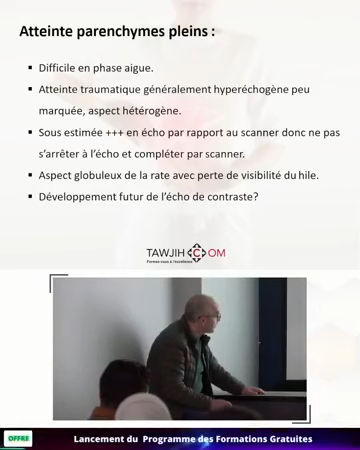 Atteinte parenchymes pleins :
▪ Difficile en phase aigue.
▪ Atteinte traumatique généralement hyperéchogène peu
marquée, aspect hétérogène.
▪ Sous estimée +++ en écho par rapport au scanner donc ne pas
s’arrêter à l’écho et compléter par scanner.
▪ Aspect globuleux de la rate avec perte de visibilité du hile.
▪ Développement futur de l’écho de contraste?
TAWJIH C OM
Formez-vous à l'excellence
OFFRE
Lancement du Programme des Formations Gratuites